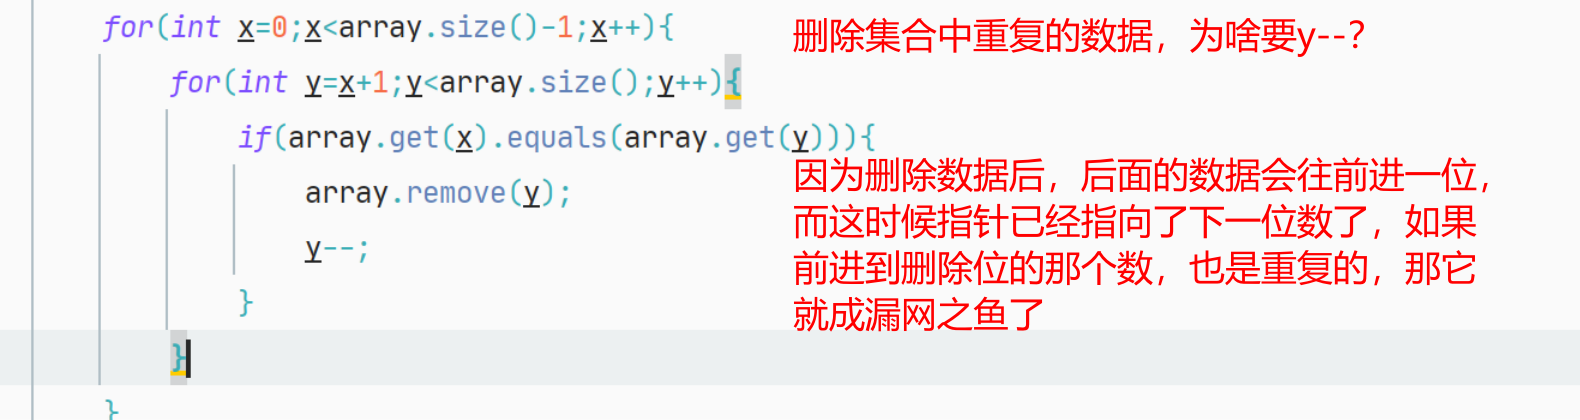 for(int x=0;x<array.size()-1;x++){
删除集合中重复的数据，为啥要y--？
for(int y=x+1;y<array.size();y++){
if(array.get(x).equals(array.get(y))){
因为删除数据后，后面的数据会往前进一位，
array.remove(y);
而这时候指针已经指向了下一位数了，如果
y--;
前进到删除位的那个数，也是重复的，那它
}
就成漏网之鱼了
}
}